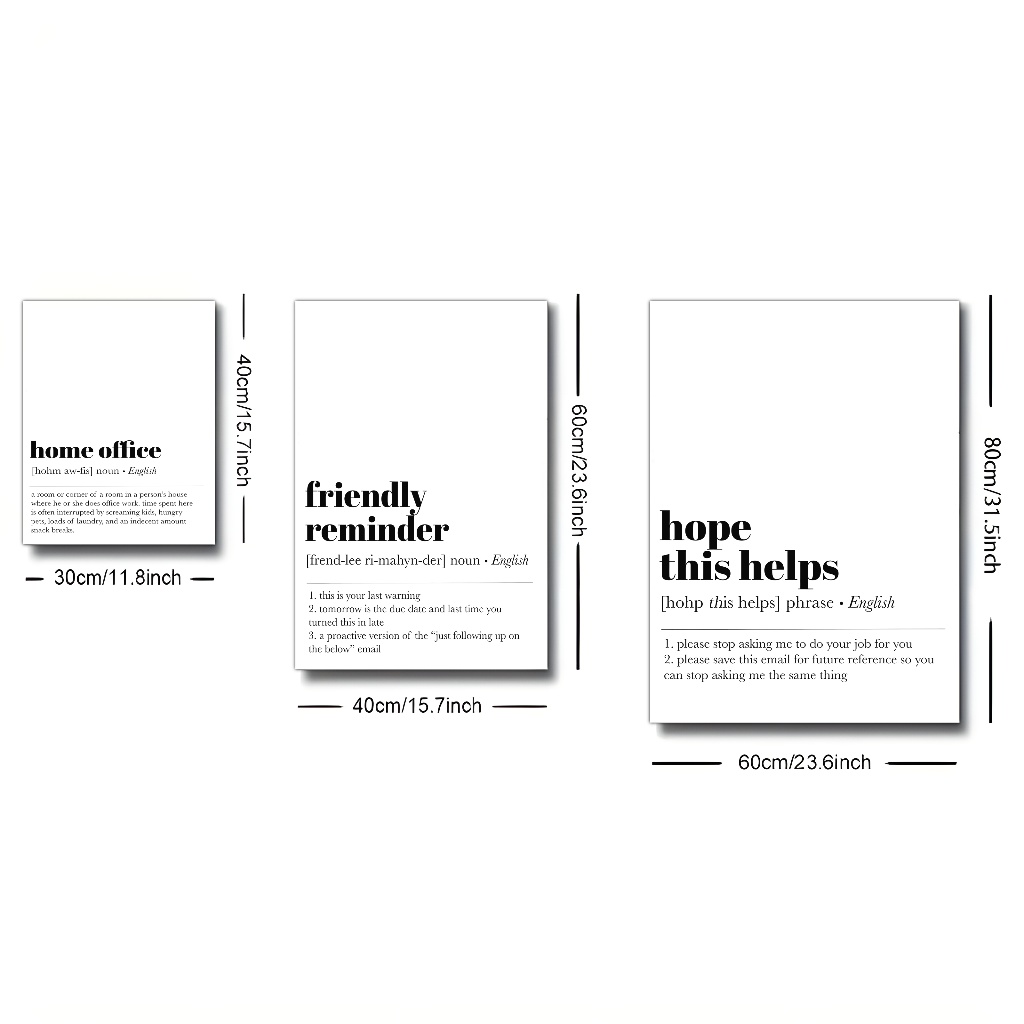 home office
[hohm aw-fis] noun • English
a room or corner of a room in a person's house
where he or she does office work. time spent here
is often interrupted by screaming kids, hungry
pets, loads of laundry, and an indecent amount
snack breaks.
40cm/15.7inch
30cm/11.8inch
friendly
reminder
[frend-lee ri-mahyn-der] noun • English
1. this is your last warning
2. tomorrow is the due date and last time you
turned this in late
3. a proactive version of the “just following up on
the below” email
60cm/23.6inch
40cm/15.7inch
hope
this helps
[hohp this helps] phrase • English
1. please stop asking me to do your job for you
2. please save this email for future reference so you
can stop asking me the same thing
80cm/31.5inch
60cm/23.6inch